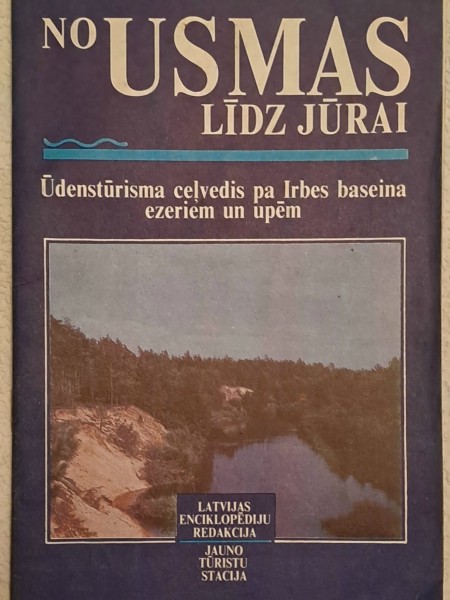 NO USMAS
LĪDZ JŪRAI
Ūdenstūrisma ceļvedis pa Irbes baseina
ezeriem un upēm
LATVIJAS
ENCIKLOPĒDIJU
REDAKCIJA
JAUNO
TŪRISTU
STACIJA